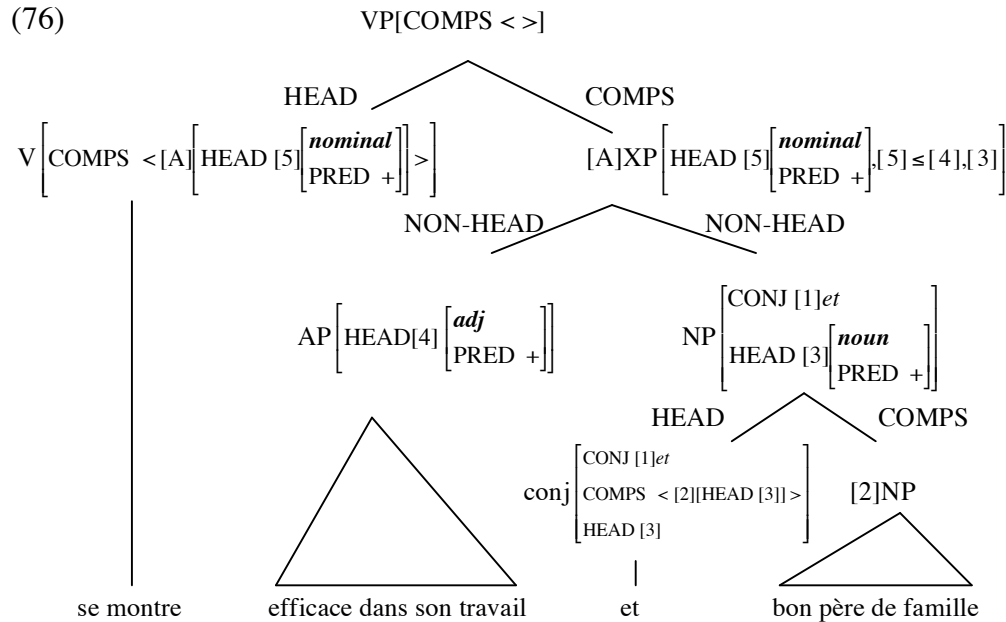 (76)
VP[COMPS < >]
HEAD COMPS
V[COMPS <[A][HEAD [5][nominal PRED +]]>] [A]XP[HEAD [5][nominal PRED +],[5] ≤ [4],[3]]
NON-HEAD NON-HEAD
AP[HEAD[4] [adj PRED +]] NP[CONJ [1]et HEAD [3][noun PRED +]]
HEAD COMPS
conj[CONJ [1]et COMPS < [2][HEAD [3]] > HEAD [3]] [2]NP
se montre efficace dans son travail et bon père de famille